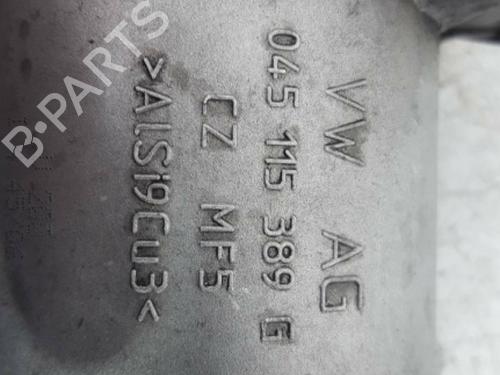 VW AG
045 115 389 G
CZ MF5
>AlSi9Cu3<
B-PARTS